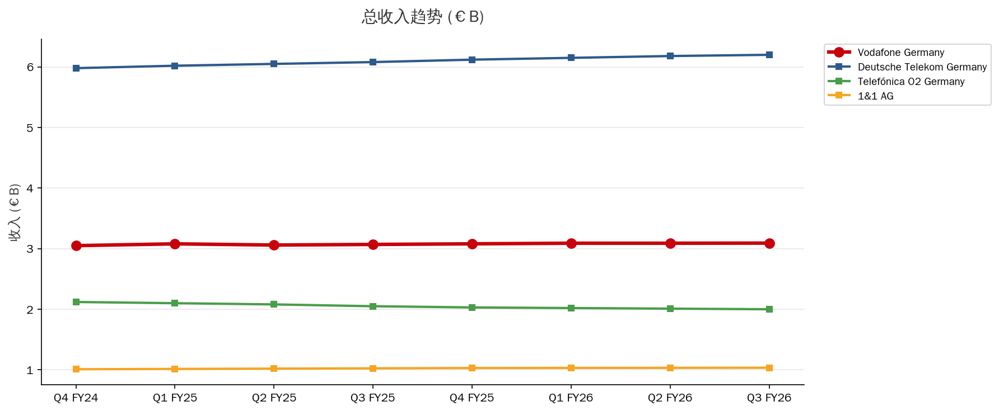 总收入趋势 (€ B)
收入 (€ B)
6
5
4
3
2
1
Q4 FY24 Q1 FY25 Q2 FY25 Q3 FY25 Q4 FY25 Q1 FY26 Q2 FY26 Q3 FY26
Vodafone Germany
Deutsche Telekom Germany
Telefónica O2 Germany
1&1 AG